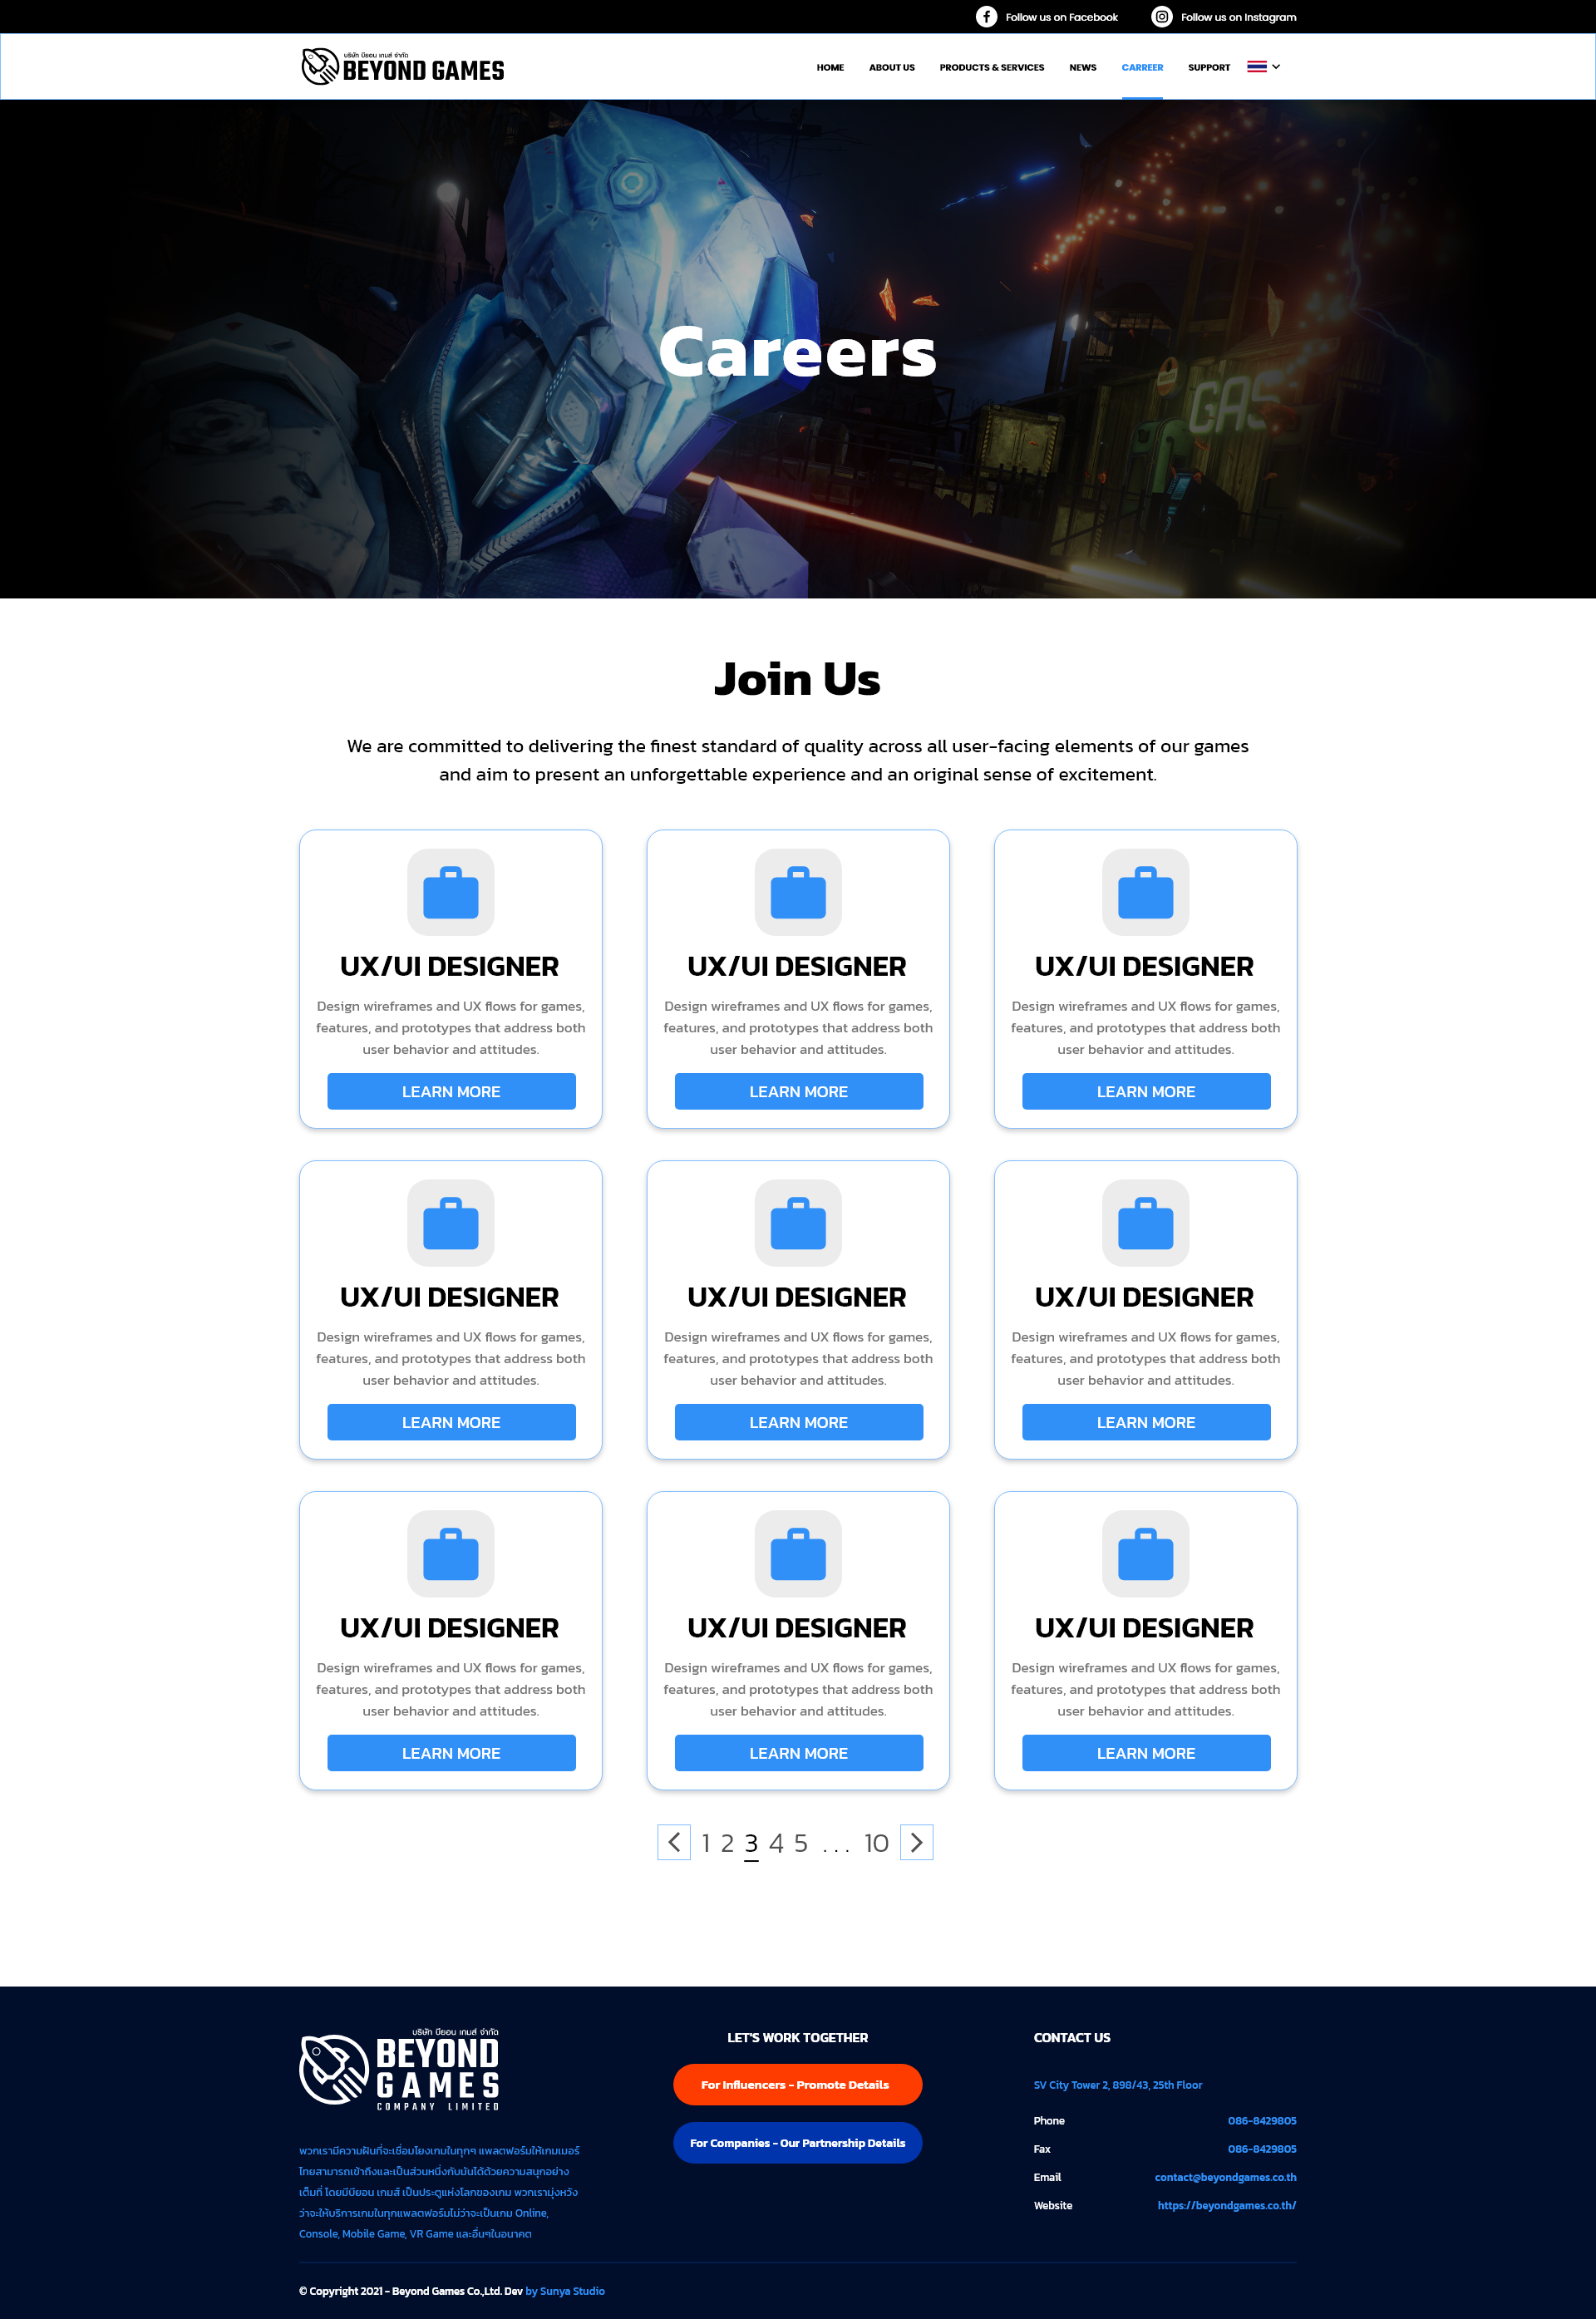 Follow us on Facebook
Follow us on Instagram
บริษัท บียอน เกมส์ จำกัด
BEYOND GAMES
HOME
ABOUT US
PRODUCTS & SERVICES
NEWS
CARREER
SUPPORT
GAS
Careers
Join Us
We are committed to delivering the finest standard of quality across all user-facing elements of our games
and aim to present an unforgettable experience and an original sense of excitement.
UX/UI DESIGNER
Design wireframes and UX flows for games,
features, and prototypes that address both
user behavior and attitudes.
LEARN MORE
UX/UI DESIGNER
Design wireframes and UX flows for games,
features, and prototypes that address both
user behavior and attitudes.
LEARN MORE
UX/UI DESIGNER
Design wireframes and UX flows for games,
features, and prototypes that address both
user behavior and attitudes.
LEARN MORE
UX/UI DESIGNER
Design wireframes and UX flows for games,
features, and prototypes that address both
user behavior and attitudes.
LEARN MORE
UX/UI DESIGNER
Design wireframes and UX flows for games,
features, and prototypes that address both
user behavior and attitudes.
LEARN MORE
UX/UI DESIGNER
Design wireframes and UX flows for games,
features, and prototypes that address both
user behavior and attitudes.
LEARN MORE
UX/UI DESIGNER
Design wireframes and UX flows for games,
features, and prototypes that address both
user behavior and attitudes.
LEARN MORE
UX/UI DESIGNER
Design wireframes and UX flows for games,
features, and prototypes that address both
user behavior and attitudes.
LEARN MORE
UX/UI DESIGNER
Design wireframes and UX flows for games,
features, and prototypes that address both
user behavior and attitudes.
LEARN MORE
1 2 3 4 5 ... 10
บริษัท บียอน เกมส์ จำกัด
BEYOND
GAMES
COMPANY LIMITED
พวกเรามีความฝันที่จะเชื่อมโยงเกมในทุกๆ แพลตฟอร์มให้เกมเมอร์
ไทยสามารถเข้าถึงและเป็นส่วนหนึ่งกับมันได้ด้วยความสนุกอย่าง
เต็มที่ โดยมีบียอน เกมส์ เป็นประตูแห่งโลกของเกม พวกเรามุ่งหวัง
ว่าจะให้บริการเกมในทุกแพลตฟอร์มไม่ว่าจะเป็นเกม Online,
Console, Mobile Game, VR Game และอื่นๆในอนาคต
LET'S WORK TOGETHER
For Influencers - Promote Details
For Companies - Our Partnership Details
CONTACT US
SV City Tower 2, 898/43, 25th Floor
Phone 086-8429805
Fax 086-8429805
Email contact@beyondgames.co.th
Website https://beyondgames.co.th/
© Copyright 2021 - Beyond Games Co.,Ltd. Dev by Sunya Studio